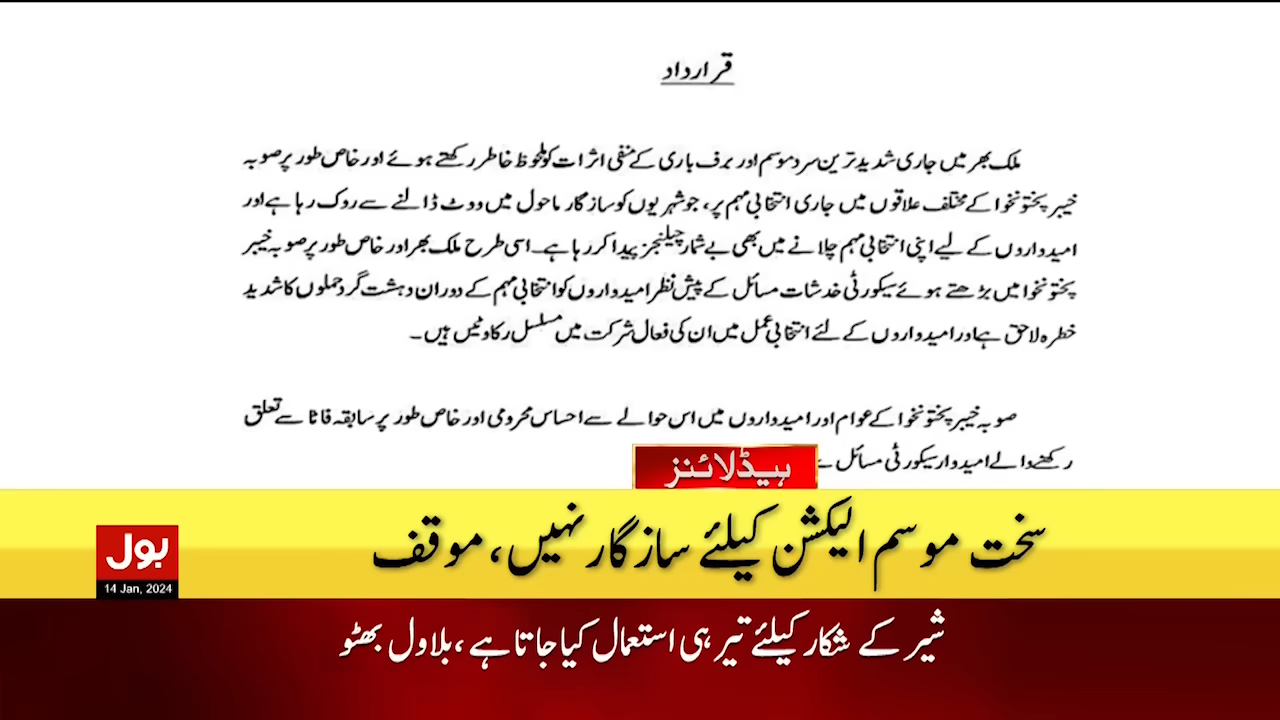 قرارداد
ملک بھر میں جاری شدید ترین سرد موسم اور برف باری کے منفی اثرات کو ملحوظ خاطر رکھتے ہوئے اور خاص طور پر صوبہ
خیبر پختونخوا کے مختلف علاقوں میں جاری انتخابی مہم پر، جو شہریوں کو سازگار ماحول میں ووٹ ڈالنے سے روک رہا ہے اور
امیدواروں کے لیے اپنی انتخابی مہم چلانے میں بھی بے شمار چیلنجز پیدا کر رہا ہے۔ اسی طرح ملک بھر اور خاص طور پر صوبہ خیبر
پختونخوا میں بڑھتے ہوئے سیکورٹی خدشات مسائل کے پیش نظر امیدواروں کو انتخابی مہم کے دوران دہشت گرد حملوں کا شدید
خطرہ لاحق ہے اور امیدواروں کے لئے انتخابی عمل میں ان کی فعال شرکت میں مسلسل رکاوٹیں ہیں۔
صوبہ خیبر پختونخوا کے عوام اور امیدواروں میں اس حوالے سے احساس محرومی اور خاص طور پر سابقہ فاٹا سے تعلق
رکھنے والے امیدوار سیکورٹی مسائل
ہیڈلائنز
سخت موسم الیکشن کیلئے سازگار نہیں، موقف
بول
14 Jan, 2024
شیر کے شکار کیلئے تیر ہی استعمال کیا جاتا ہے، بلاول بھٹو